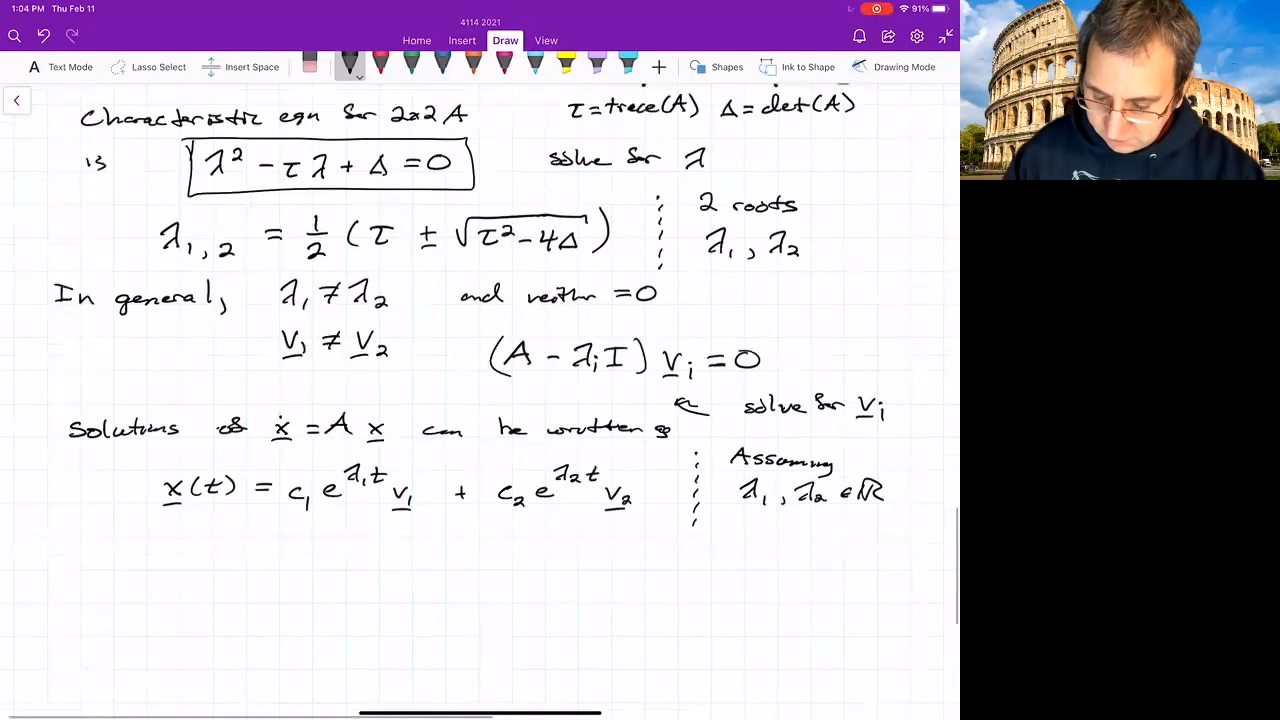 1:04 PM Thu Feb 11
91%
4114 2021
Home Insert Draw View
A Text Mode Lasso Select Insert Space Shapes Ink to Shape Drawing Mode
Characteristic eqn for 2x2 A
τ = trace(A) Δ = det(A)
is λ² - τλ + Δ = 0 solve for λ
λ₁,₂ = 1/2 (τ ± √(τ² - 4Δ))
2 roots
λ₁, λ₂
In general, λ₁ ≠ λ₂ and neither = 0
v₁ ≠ v₂ (A - λᵢI) vᵢ = 0
solve for vᵢ
Solutions of ẋ = A x can be written as
x(t) = c₁ e^{λ₁t} v₁ + c₂ e^{λ₂t} v₂
Assuming
λ₁, λ₂ ∈ ℝ